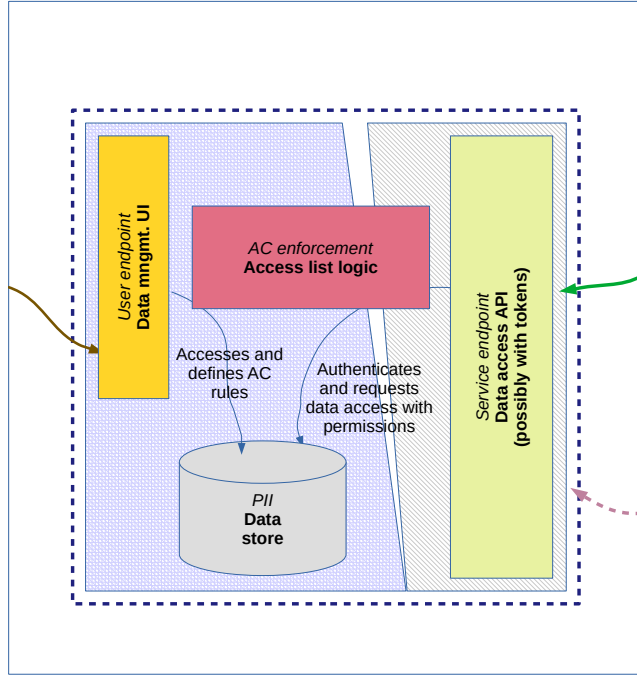 User endpoint
Data mngmt. UI
AC enforcement
Access list logic
Service endpoint
Data access API
(possibly with tokens)
Accesses and
defines AC
rules
Authenticates
and requests
data access with
permissions
PII
Data
store